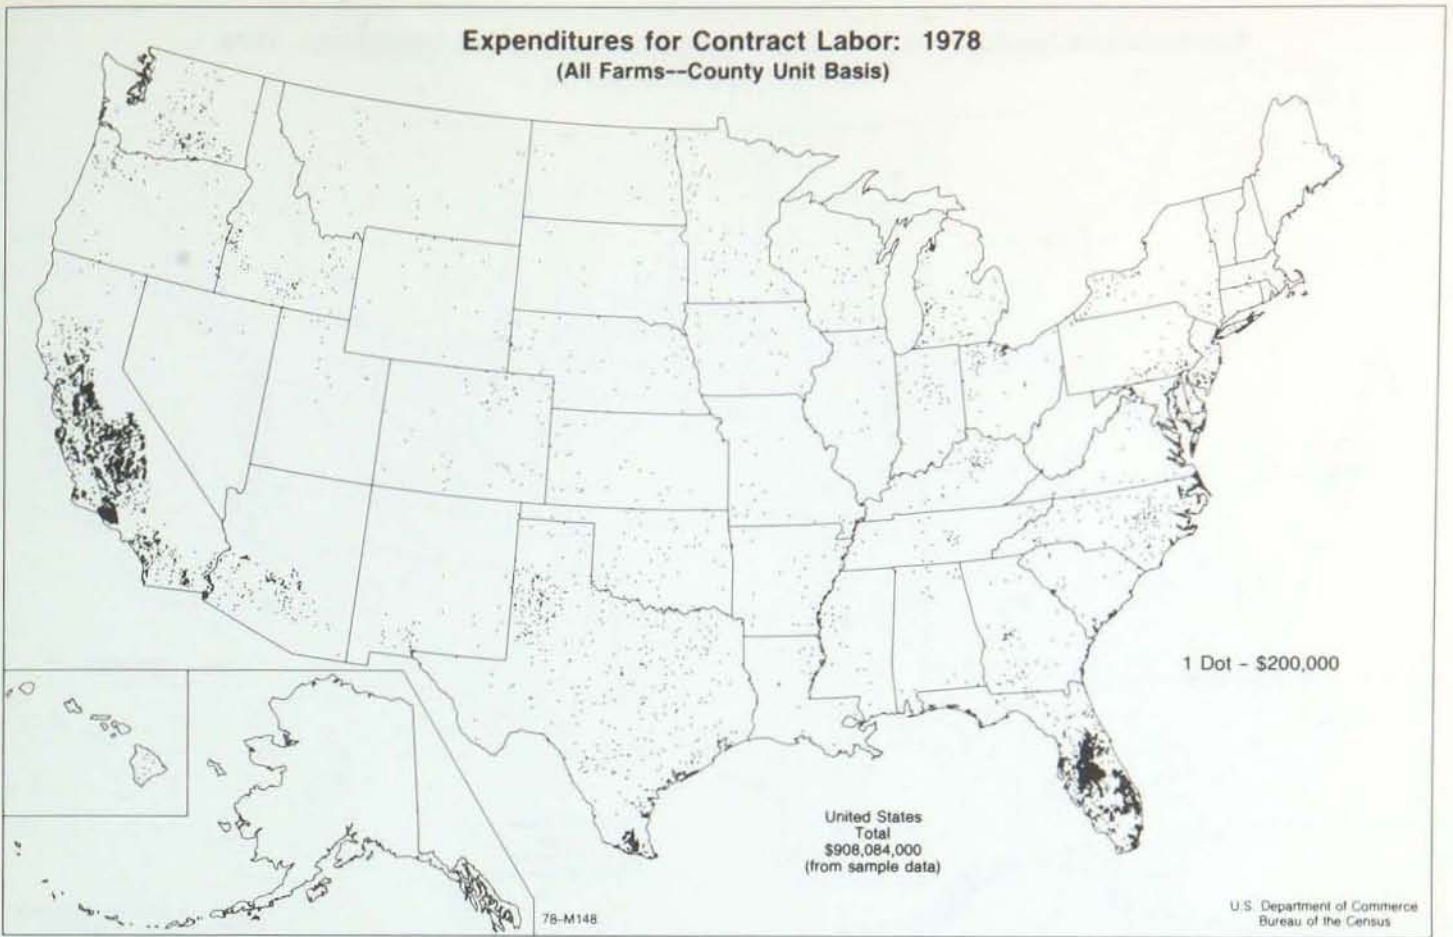 Expenditures for Contract Labor: 1978
(All Farms--County Unit Basis)
1 Dot - $200,000
United States
Total
$908,084,000
(from sample data)
78-M148
U.S. Department of Commerce
Bureau of the Census